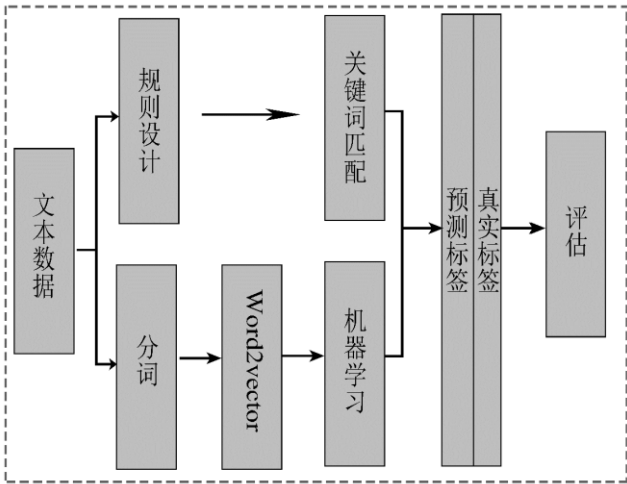 文本数据
规则设计
关键词匹配
分词
Word2vector
机器学习
预测标签
真实标签
评估